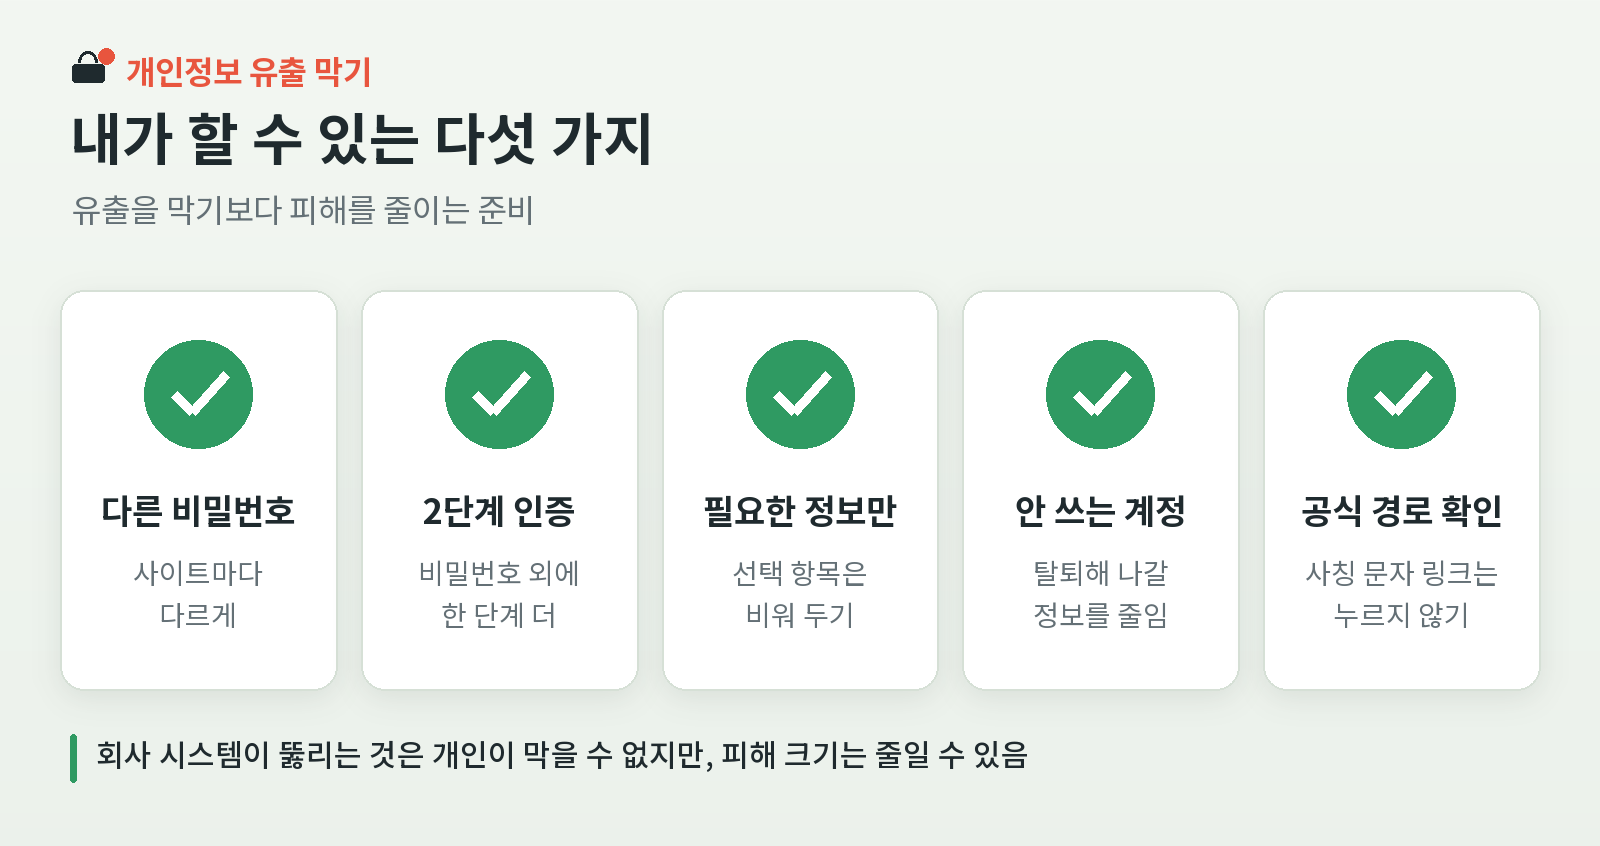 개인정보 유출 막기
내가 할 수 있는 다섯 가지
유출을 막기보다 피해를 줄이는 준비
다른 비밀번호
사이트마다
다르게
2단계 인증
비밀번호 외에
한 단계 더
필요한 정보만
선택 항목은
비워 두기
안 쓰는 계정
탈퇴해 나갈
정보를 줄임
공식 경로 확인
사칭 문자 링크는
누르지 않기
회사 시스템이 뚫리는 것은 개인이 막을 수 없지만, 피해 크기는 줄일 수 있음